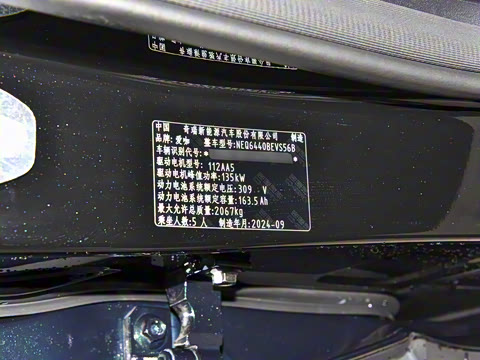 中国 奇瑞新能源汽车股份有限公司 制造
品牌:爱咖 整车型号:NEQ6440BEVS56B
车辆识别代号:*
驱动电机型号: 112AA5
驱动电机峰值功率:135kW
动力电池系统额定电压:309 V
动力电池系统额定容量:163.5Ah
最大允许总质量:2067kg
乘坐人数:5 人 制造年月:2024-09